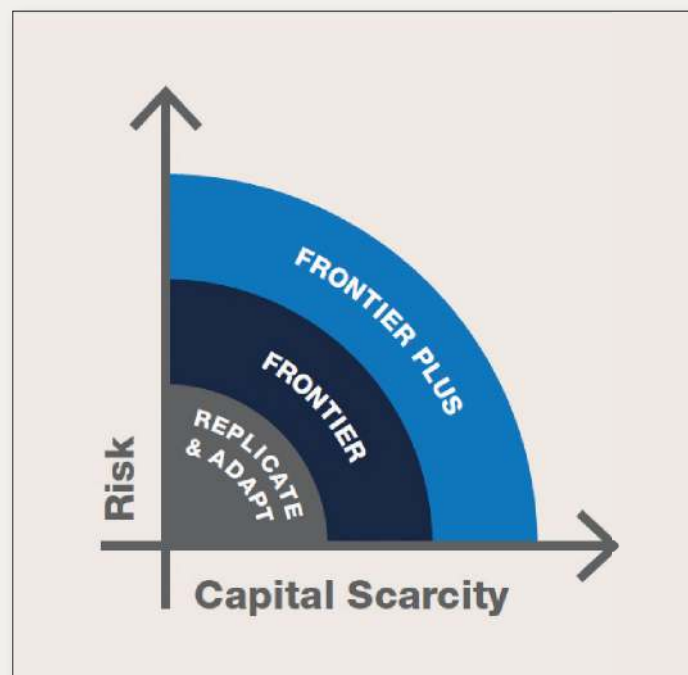 FRONTIER PLUS
FRONTIER
REPLICATE
& ADAPT
Risk
Capital Scarcity